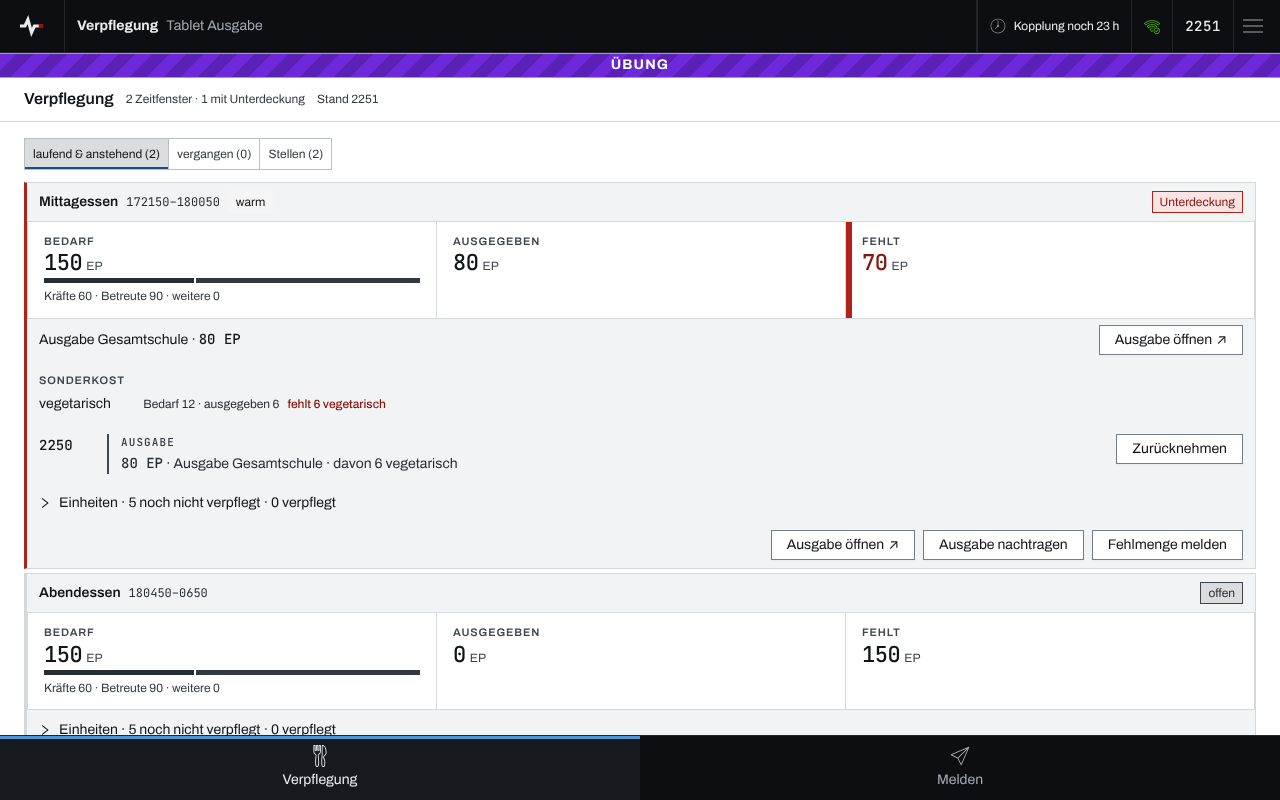 Verpflegung Tablet Ausgabe Kopplung noch 23 h 2251
ÜBUNG
Verpflegung 2 Zeitfenster · 1 mit Unterdeckung Stand 2251
laufend & anstehend (2) vergangen (0) Stellen (2)
Mittagessen 172150–180050 warm Unterdeckung
BEDARF AUSGEGEBEN FEHLT
150 EP 80 EP 70 EP
Kräfte 60 · Betreute 90 · weitere 0
Ausgabe Gesamtschule · 80 EP Ausgabe öffnen ↗
SONDERKOST
vegetarisch Bedarf 12 · ausgegeben 6 fehlt 6 vegetarisch
2250 AUSGABE
80 EP · Ausgabe Gesamtschule · davon 6 vegetarisch Zurücknehmen
Einheiten · 5 noch nicht verpflegt · 0 verpflegt
Ausgabe öffnen ↗ Ausgabe nachtragen Fehlmenge melden
Abendessen 180450–0650 offen
BEDARF AUSGEGEBEN FEHLT
150 EP 0 EP 150 EP
Kräfte 60 · Betreute 90 · weitere 0
Einheiten · 5 noch nicht verpflegt · 0 verpflegt
Verpflegung Melden